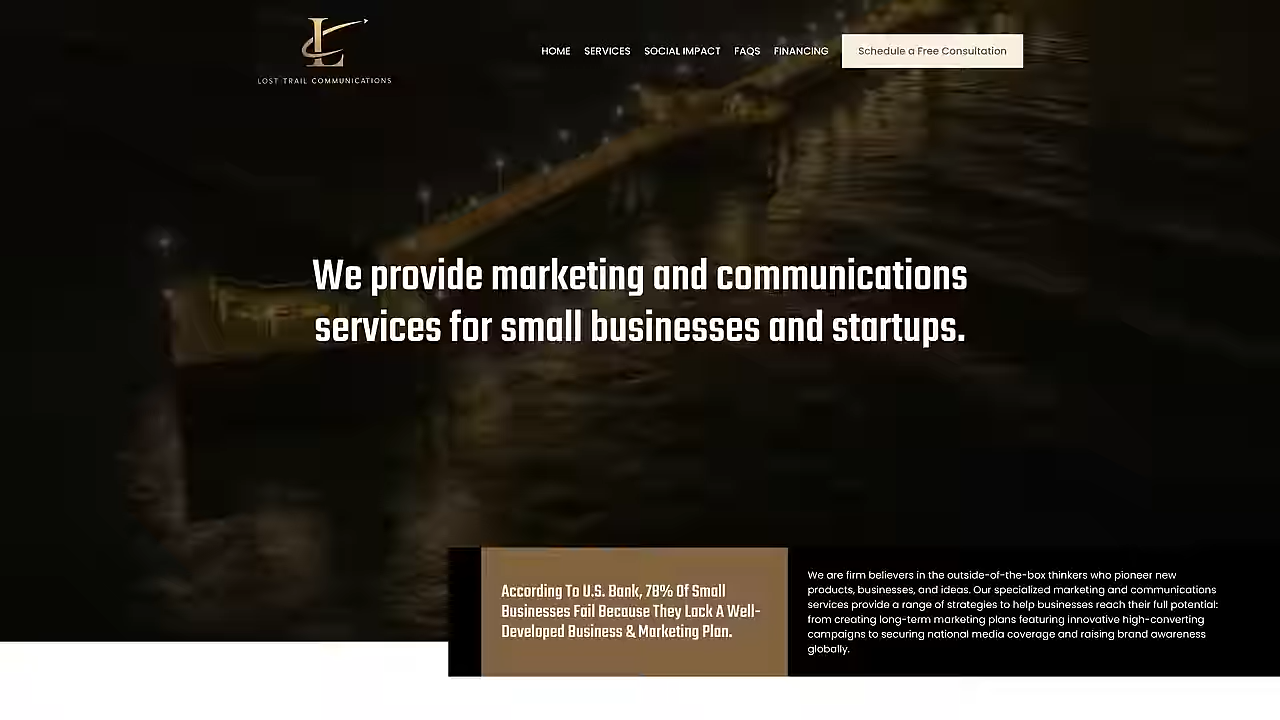 LOST TRAIL COMMUNICATIONS
HOME SERVICES SOCIAL IMPACT FAQS FINANCING Schedule a Free Consultation
We provide marketing and communications
services for small businesses and startups.
According To U.S. Bank, 78% Of Small
Businesses Fail Because They Lack A Well-
Developed Business & Marketing Plan.
We are firm believers in the outside-of-the-box thinkers who pioneer new
products, businesses, and ideas. Our specialized marketing and communications
services provide a range of strategies to help businesses reach their full potential:
from creating long-term marketing plans featuring innovative high-converting
campaigns to securing national media coverage and raising brand awareness
globally.